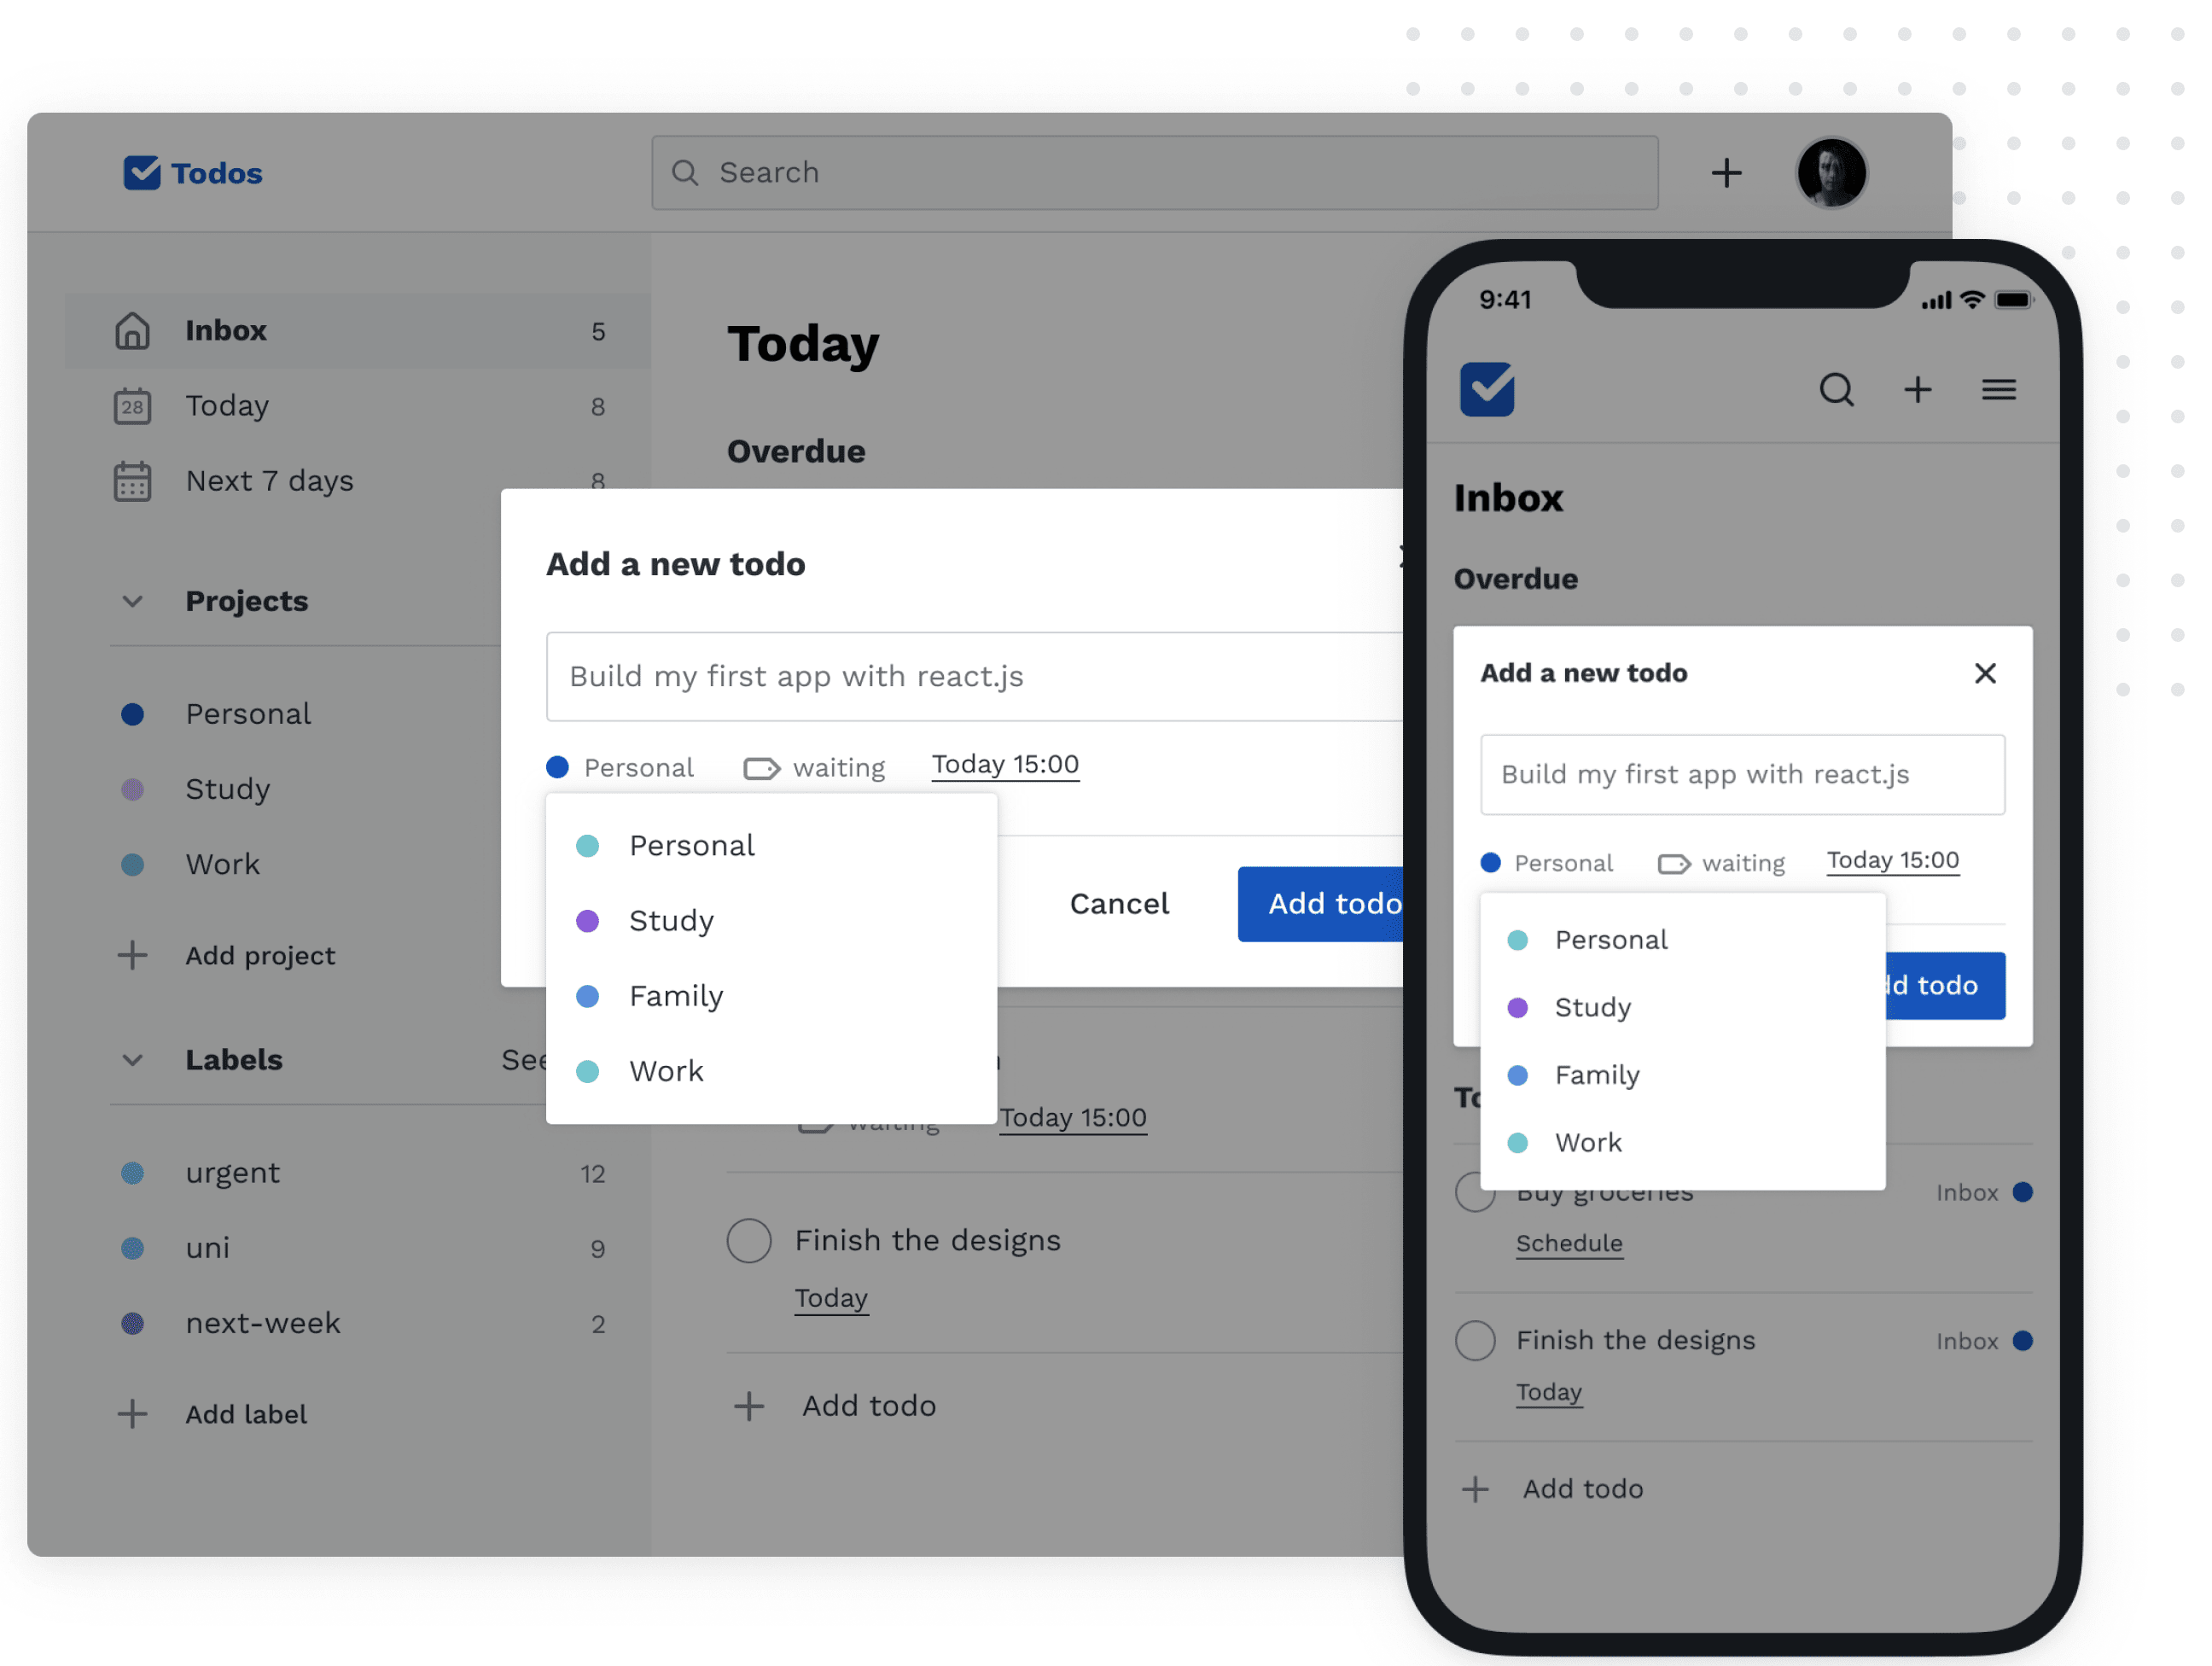 Todos
Search
Inbox 5
28 Today 8
Next 7 days 8
Projects
Personal
Study
Work
Add project
Labels
urgent 12
uni 9
next-week 2
Add label
Today
Overdue
Add a new todo
Build my first app with react.js
Personal waiting Today 15:00
Personal
Study
Family
Work
Cancel Add todo
waiting Today 15:00
Finish the designs
Today
Add todo
9:41
Inbox
Overdue
Add a new todo
Build my first app with react.js
Personal waiting Today 15:00
Personal
Study
Family
Work
todo
Buy groceries Inbox
Schedule
Finish the designs Inbox
Today
Add todo